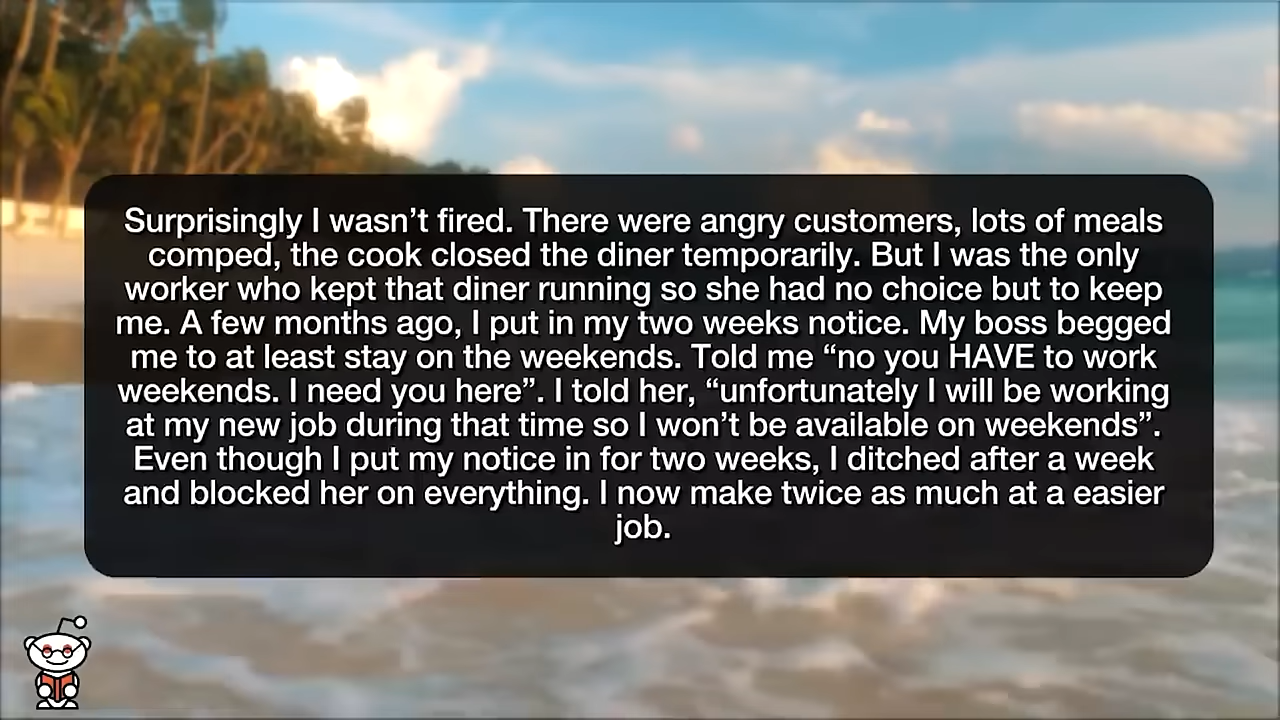 Surprisingly I wasn’t fired. There were angry customers, lots of meals
comped, the cook closed the diner temporarily. But I was the only
worker who kept that diner running so she had no choice but to keep
me. A few months ago, I put in my two weeks notice. My boss begged
me to at least stay on the weekends. Told me “no you HAVE to work
weekends. I need you here”. I told her, “unfortunately I will be working
at my new job during that time so I won’t be available on weekends”.
Even though I put my notice in for two weeks, I ditched after a week
and blocked her on everything. I now make twice as much at a easier
job.